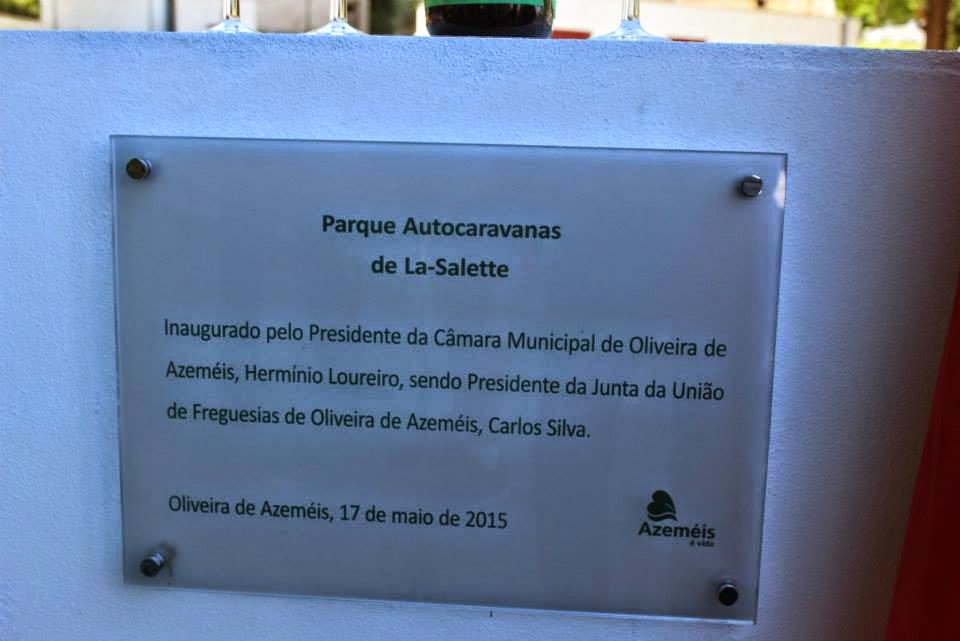 Parque Autocaravanas
de La-Salette
Inaugurado pelo Presidente da Câmara Municipal de Oliveira de
Azeméis, Hermínio Loureiro, sendo Presidente da Junta da União
de Freguesias de Oliveira de Azeméis, Carlos Silva.
Oliveira de Azeméis, 17 de maio de 2015
Azeméis
é vida